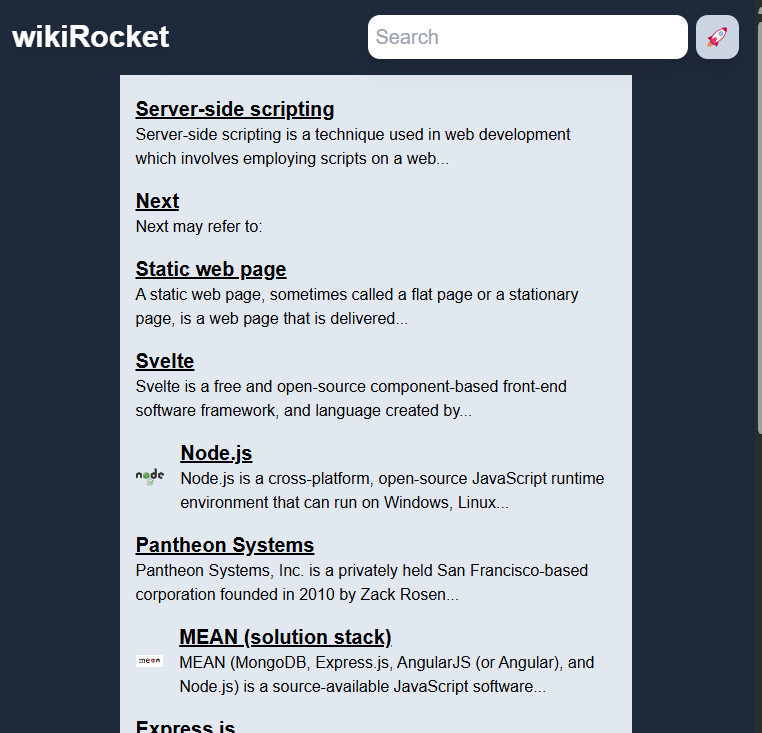 wikiRocket
Search
Server-side scripting
Server-side scripting is a technique used in web development
which involves employing scripts on a web...
Next
Next may refer to:
Static web page
A static web page, sometimes called a flat page or a stationary
page, is a web page that is delivered...
Svelte
Svelte is a free and open-source component-based front-end
software framework, and language created by...
node
Node.js
Node.js is a cross-platform, open-source JavaScript runtime
environment that can run on Windows, Linux...
Pantheon Systems
Pantheon Systems, Inc. is a privately held San Francisco-based
corporation founded in 2010 by Zack Rosen...
mean
MEAN (solution stack)
MEAN (MongoDB, Express.js, AngularJS (or Angular), and
Node.js) is a source-available JavaScript software...
Express.js